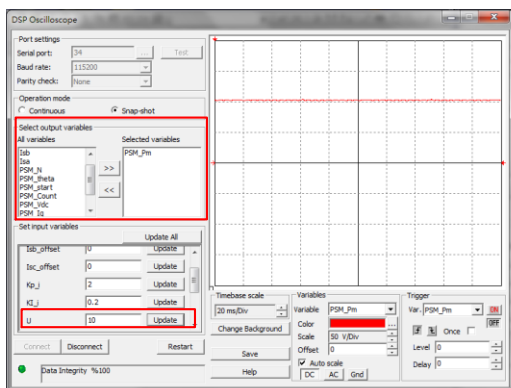 DSP Oscilloscope
Port settings
Serial port: 34 ... Test
Baud rate: 115200
Parity check: None
Operation mode
Continuous Snap-shot
Select output variables
All variables Selected variables
Isb
Isa
PSM_N
PSM_theta
PSM_start
PSM_Count
PSM_Vdc
PSM_Iq
>>
<<
PSM_Pm
Set input variables
Update All
Isb_offset 0 Update
Isc_offset 0 Update
Kp_i 2 Update
KI_i 0.2 Update
U 10 Update
Connect Disconnect Restart
Data Integrity %100
Timebase scale
20 ms/Div
Change Background
Save
Help
Variables
Variable PSM_Pm
Color ...
Scale 50 V/Div
Offset 0
Auto scale
DC AC Gnd
Trigger
Var. PSM_Pm ON
OFF
Once
Level 0
Delay 0